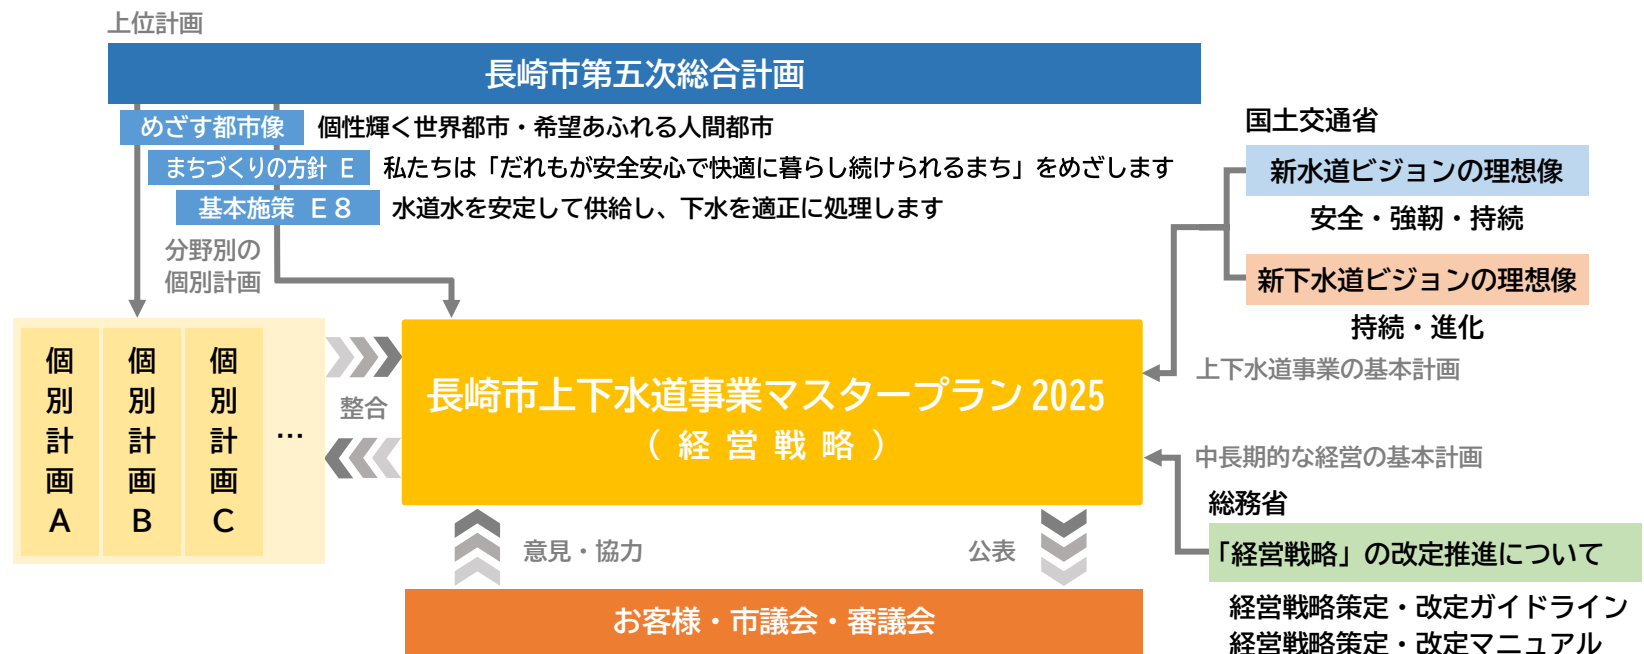 上位計画
長崎市第五次総合計画
めざす都市像 個性輝く世界都市・希望あふれる人間都市
まちづくりの方針 E 私たちは「だれもが安全安心で快適に暮らし続けられるまち」をめざします
基本施策 E8 水道水を安定して供給し、下水を適正に処理します
分野別の
個別計画
国土交通省
新水道ビジョンの理想像
安全・強靭・持続
新下水道ビジョンの理想像
持続・進化
上下水道事業の基本計画
個別計画A
個別計画B
個別計画C
…
整合
長崎市上下水道事業マスタープラン2025
(経営戦略)
中長期的な経営の基本計画
総務省
「経営戦略」の改定推進について
経営戦略策定・改定ガイドライン
経営戦略策定・改定マニュアル
意見・協力
公表
お客様・市議会・審議会